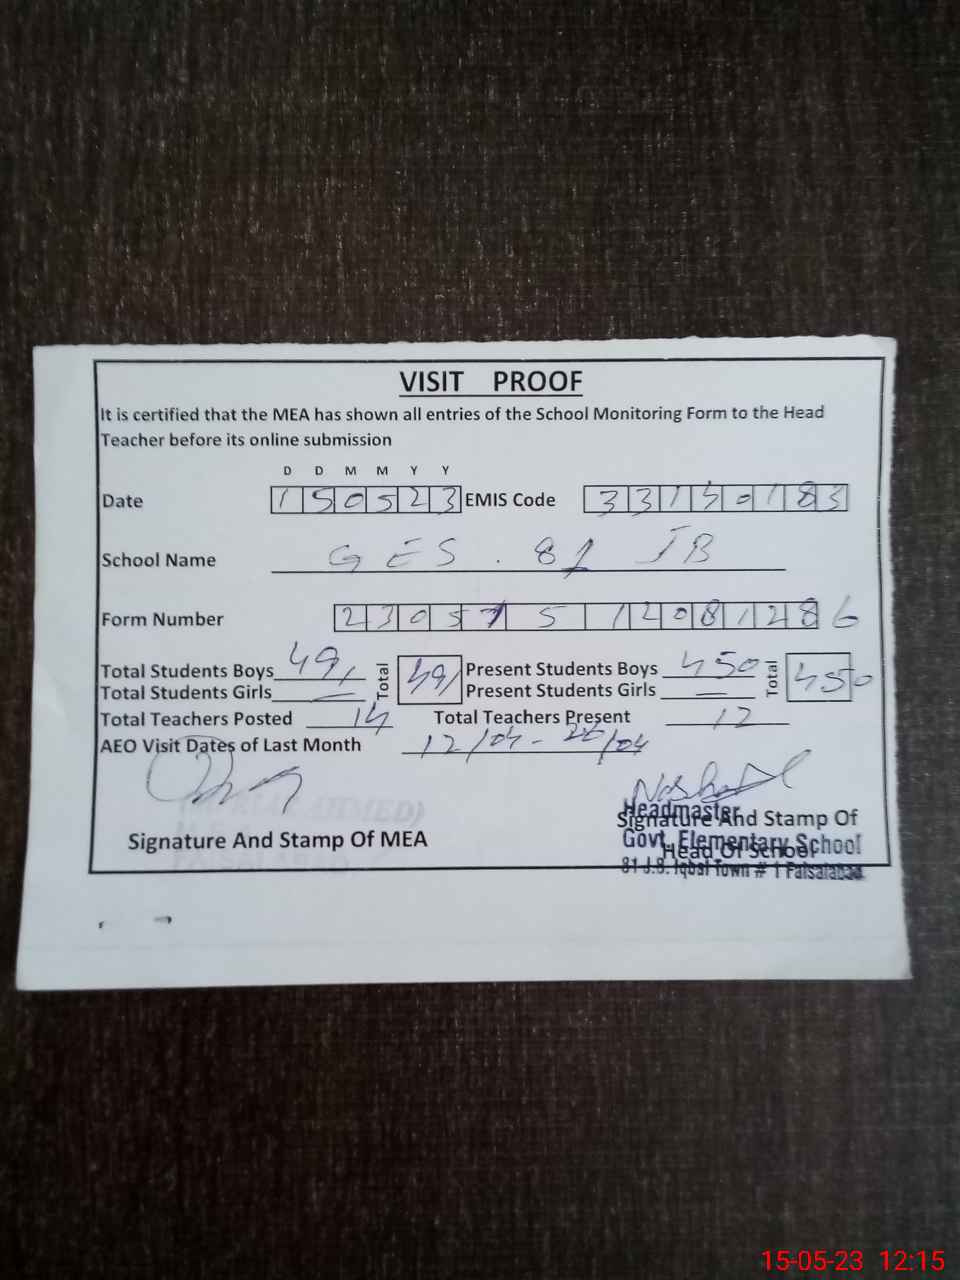 VISIT PROOF
It is certified that the MEA has shown all entries of the School Monitoring Form to the Head
Teacher before its online submission
D D M M Y Y
Date 1 5 0 5 2 3 EMIS Code 3 3 1 5 0 1 8 3
School Name GES. 81 JB
Form Number 2 3 0 5 5 1 2 0 8 1 2 8 6
Total Students Boys 491 Total 491 Present Students Boys 450 Total 450
Total Students Girls — Present Students Girls —
Total Teachers Posted 14 Total Teachers Present 12
AEO Visit Dates of Last Month 12/04 - 26/04
AHMED)
Headmaster
Signature And Stamp Of MEA
Signature And Stamp Of
Govt. Elementary School
Head Of School
81 J.B. Iqbal Town # 1 Faisalabad
15-05-23 12:15